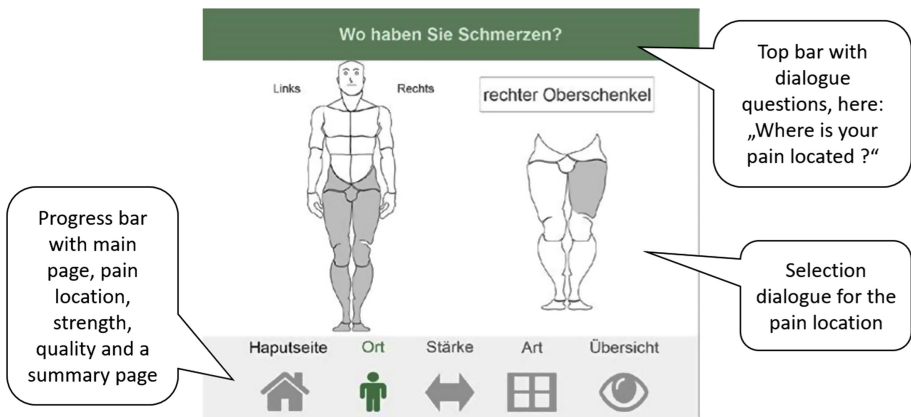 Wo haben Sie Schmerzen?
Links
Rechts
rechter Oberschenkel
Haputseite
Ort
Stärke
Art
Übersicht
Top bar with
dialogue
questions, here:
„Where is your
pain located ?“
Progress bar
with main
page, pain
location,
strength,
quality and a
summary page
Selection
dialogue for the
pain location